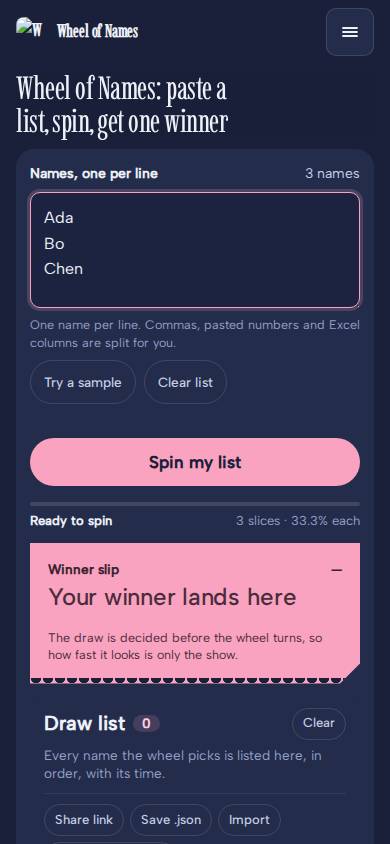 W Wheel of Names
Wheel of Names: paste a
list, spin, get one winner
Names, one per line 3 names
Ada
Bo
Chen
One name per line. Commas, pasted numbers and Excel
columns are split for you.
Try a sample Clear list
Spin my list
Ready to spin 3 slices · 33.3% each
Winner slip —
Your winner lands here
The draw is decided before the wheel turns, so
how fast it looks is only the show.
Draw list 0 Clear
Every name the wheel picks is listed here, in
order, with its time.
Share link Save .json Import